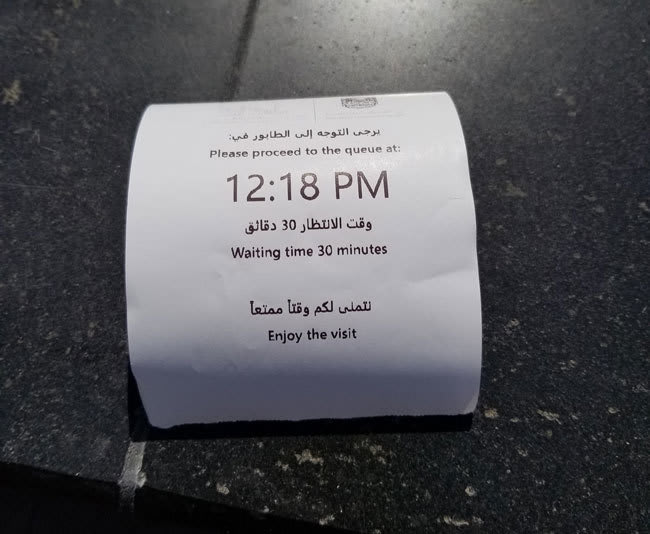 يرجى التوجه إلى الطابور في:
Please proceed to the queue at:
12:18 PM
وقت الانتظار 30 دقائق
Waiting time 30 minutes
نتمنى لكم وقتاً ممتعاً
Enjoy the visit